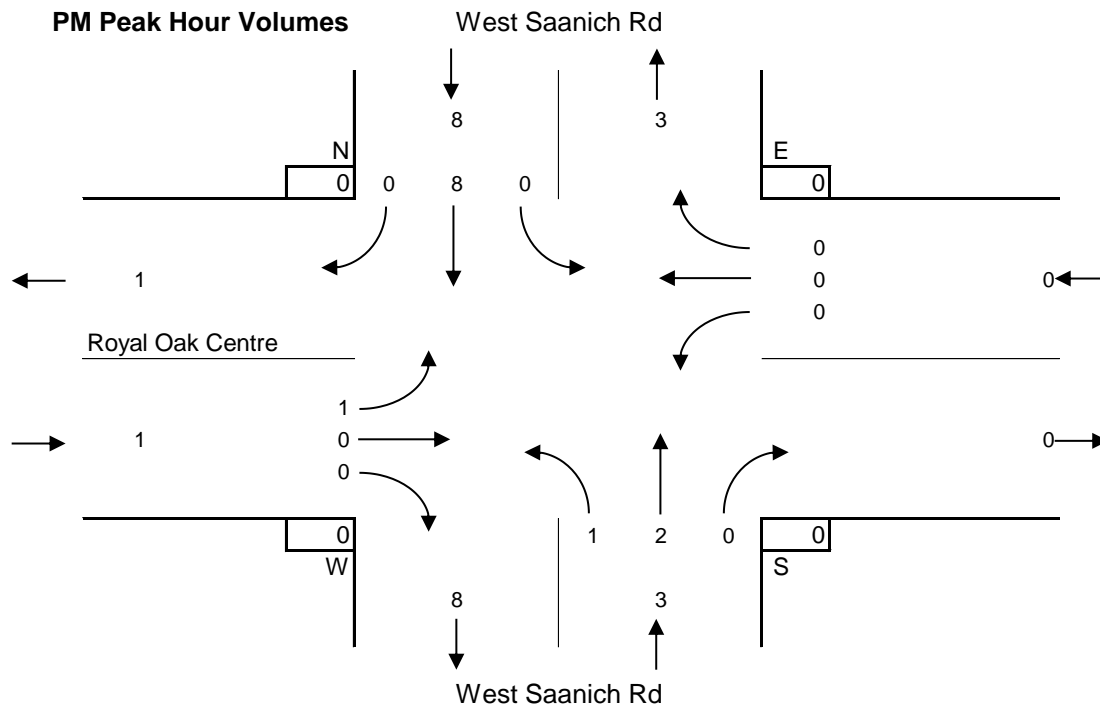 PM Peak Hour Volumes West Saanich Rd
8 3
N E
0 0 8 0 0
0
1 0 0
0
Royal Oak Centre
1
1 0 0
0
0 1 2 0 0
W S
8 3
West Saanich Rd